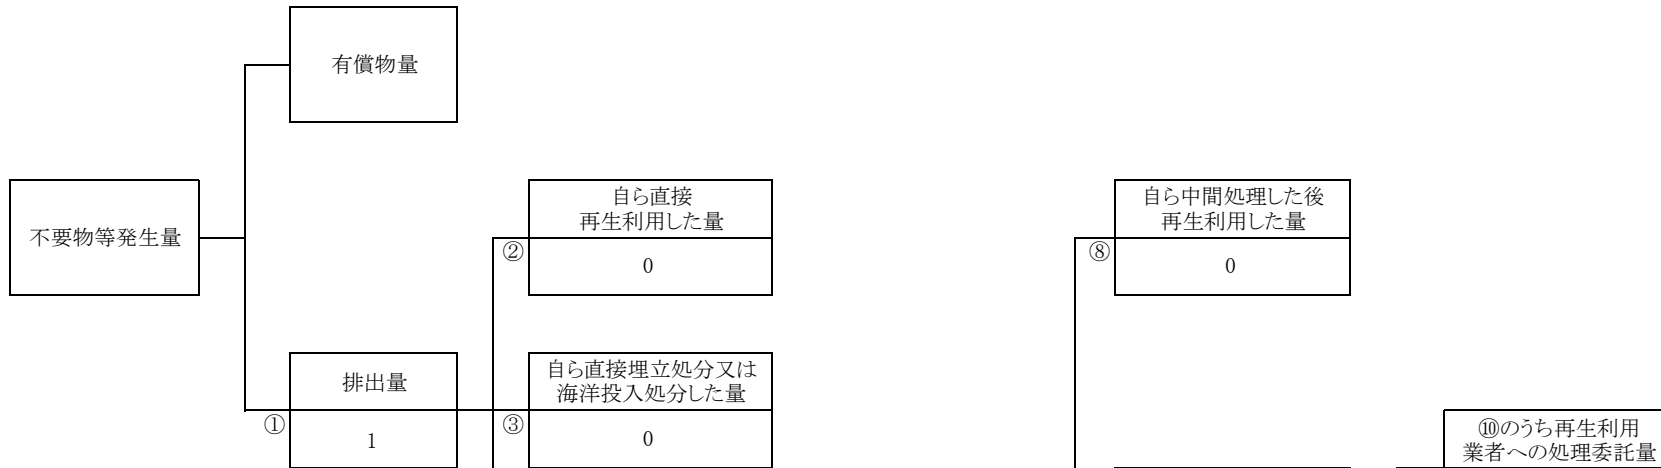 有償物量
不要物等発生量
自ら直接
再生利用した量
②
0
自ら中間処理した後
再生利用した量
⑧
0
排出量
①
1
自ら直接埋立処分又は
海洋投入処分した量
③
0
⑩のうち再生利用
業者への処理委託量